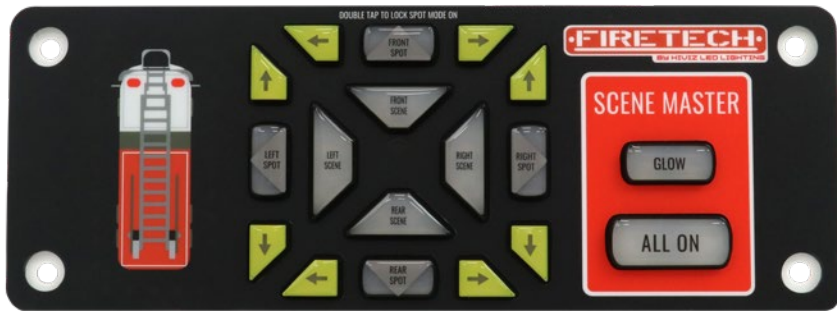 DOUBLE TAP TO LOCK SPOT MODE ON
FRONT
SPOT
FRONT
SCENE
LEFT
SPOT
LEFT
SCENE
RIGHT
SCENE
RIGHT
SPOT
REAR
SCENE
REAR
SPOT
FIRETECH
BY HIVIZ LED LIGHTING
SCENE MASTER
GLOW
ALL ON